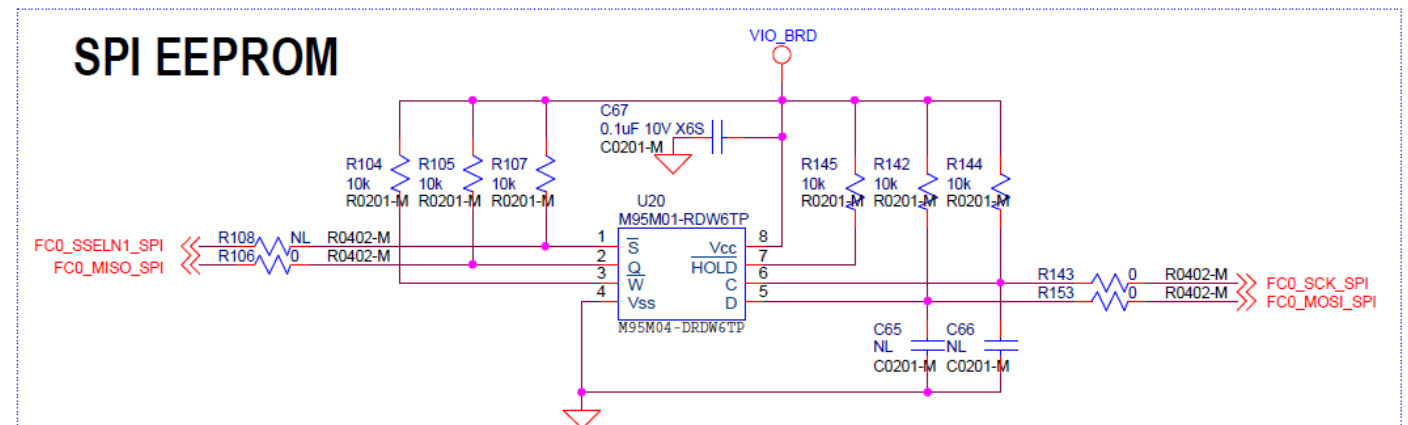 SPI EEPROM
VIO_BRD
C67
0.1uF 10V X6S
C0201-M
R104
10k
R0201-M
R105
10k
R0201-M
R107
10k
R0201-M
R145
10k
R0201-M
R142
10k
R0201-M
R144
10k
R0201-M
U20
M95M01-RDW6TP
FC0_SSELN1_SPI
R108
NL
R0402-M
FC0_MISO_SPI
R106
0
R0402-M
1
S
2
Q
3
W
4
Vss
8
Vcc
7
HOLD
6
C
5
D
M95M04-DRDW6TP
R143
0
R0402-M
FC0_SCK_SPI
R153
0
R0402-M
FC0_MOSI_SPI
C65
NL
C0201-M
C66
NL
C0201-M